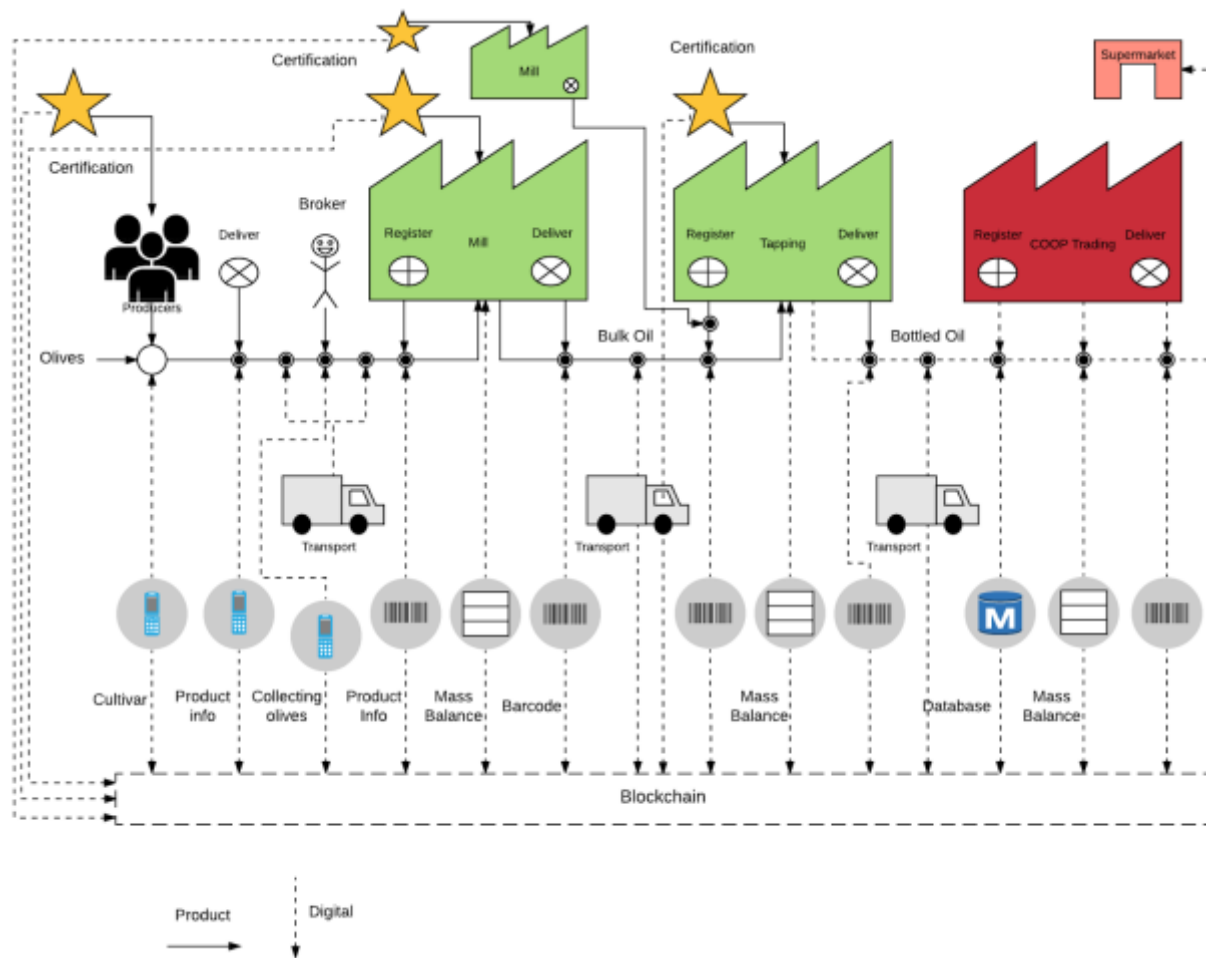 Certification
Mill
Certification
Supermarket
Certification
Broker
Deliver
Register
Mill
Deliver
Register
Tapping
Deliver
Register
COOP Trading
Deliver
Producers
Olives
Bulk Oil
Bottled Oil
Transport
Transport
Transport
M
Cultivar
Product
info
Collecting
olives
Product
Info
Mass
Balance
Barcode
Mass
Balance
Database
Mass
Balance
Blockchain
Product
Digital